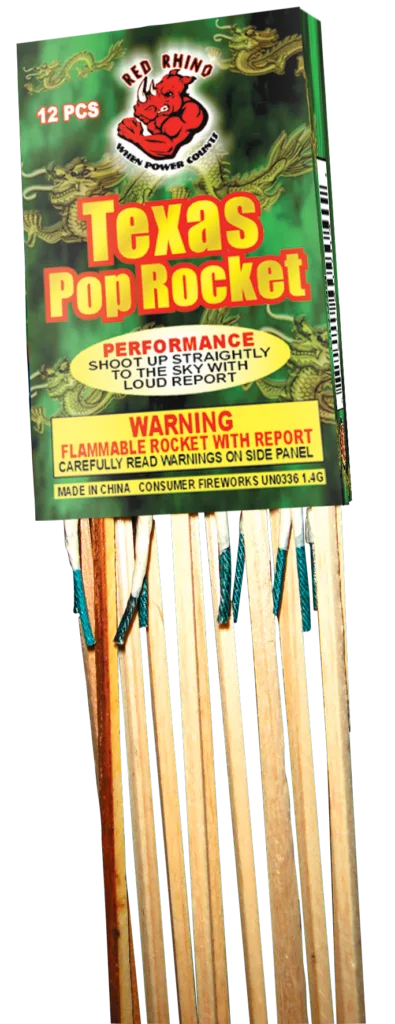 RED RHINO
12 PCS
WHEN POWER COUNTS
Texas
Pop Rocket
PERFORMANCE
SHOOT UP STRAIGHTLY
TO THE SKY WITH
LOUD REPORT
WARNING
FLAMMABLE ROCKET WITH REPORT
CAREFULLY READ WARNINGS ON SIDE PANEL
MADE IN CHINA CONSUMER FIREWORKS UN0336 1.4G